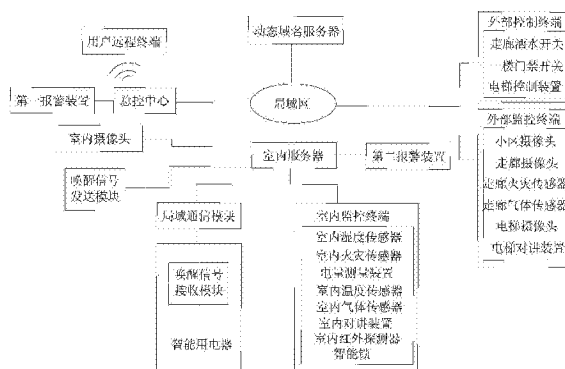 用户远程终端
动态域名服务器
外部控制终端
走廊洒水开关
一楼门禁开关
电梯控制装置
第一报警装置
总控中心
局域网
外部监控终端
小区摄像头
走廊摄像头
走廊火灾传感器
走廊气体传感器
电梯摄像头
电梯对讲装置
室内摄像头
室内服务器
第二报警装置
唤醒信号
发送模块
局域通信模块
唤醒信号
接收模块
智能用电器
室内监控终端
室内湿度传感器
室内火灾传感器
电量测量装置
室内温度传感器
室内气体传感器
室内对讲装置
室内红外探测器
智能锁